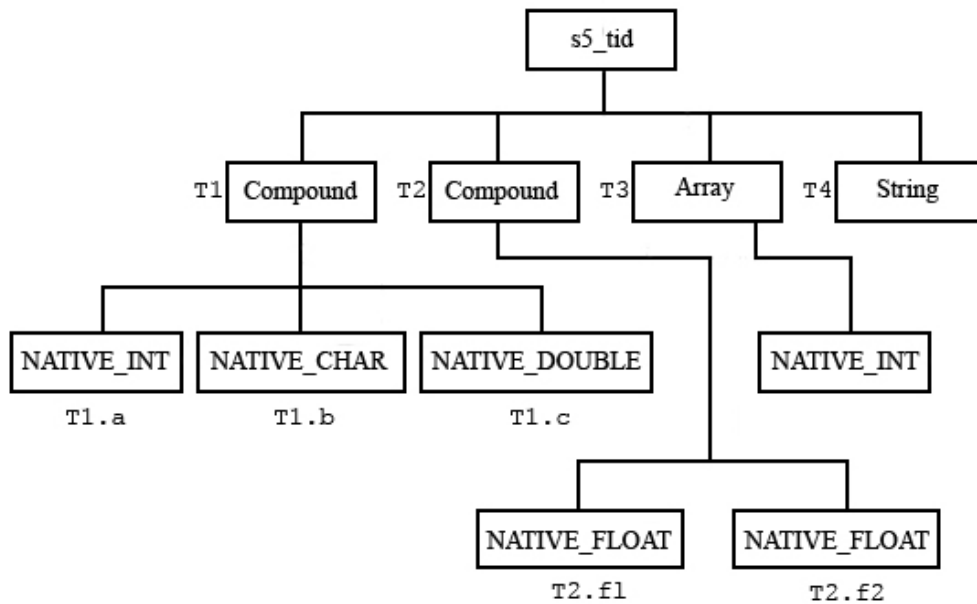 s5_tid
T1 Compound
T2 Compound
T3 Array
T4 String
NATIVE_INT
NATIVE_CHAR
NATIVE_DOUBLE
NATIVE_INT
T1.a
T1.b
T1.c
NATIVE_FLOAT
NATIVE_FLOAT
T2.f1
T2.f2